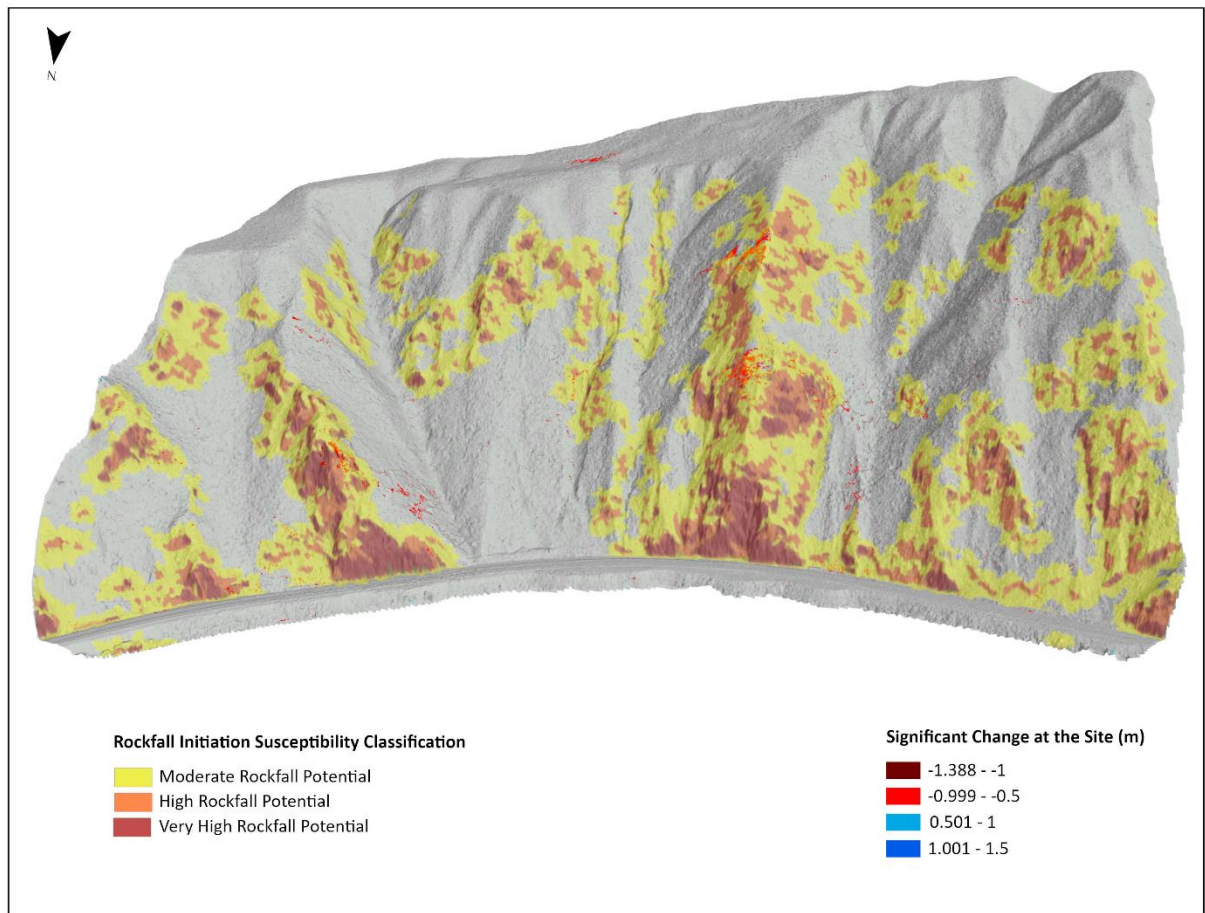 N
Rockfall Initiation Susceptibility Classification
Moderate Rockfall Potential
High Rockfall Potential
Very High Rockfall Potential
Significant Change at the Site (m)
-1.388 - -1
-0.999 - -0.5
0.501 - 1
1.001 - 1.5